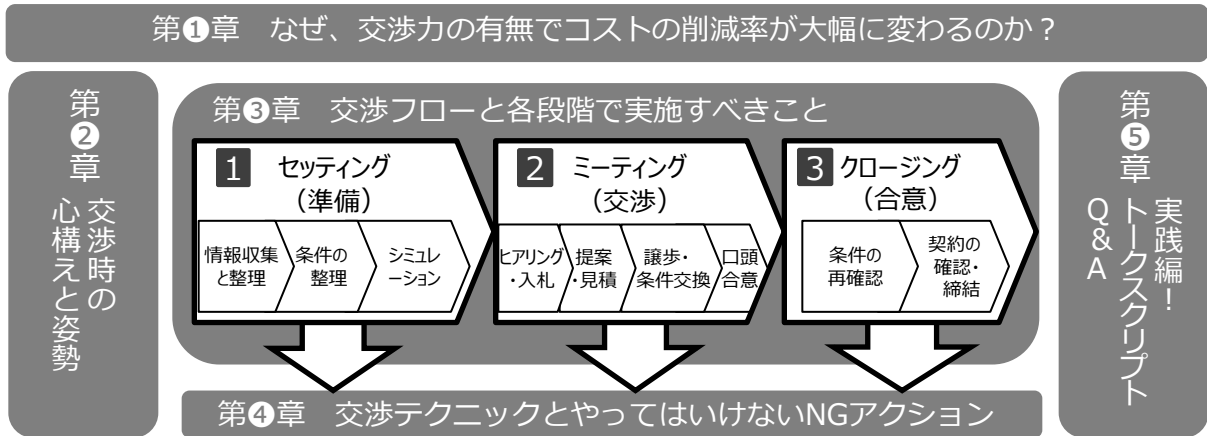 第❶章　なぜ、交渉力の有無でコストの削減率が大幅に変わるのか？
第❷章
交渉時の
心構えと姿勢
第❸章　交渉フローと各段階で実施すべきこと
1 セッティング
（準備）
情報収集
と整理
条件の
整理
シミュレ
ーション
2 ミーティング
（交渉）
ヒアリング
・入札
提案
・見積
譲歩・
条件交換
口頭
合意
3 クロージング
（合意）
条件の
再確認
契約の
確認・
締結
第❹章　交渉テクニックとやってはいけないNGアクション
第❺章
実践編！
トークスクリプト
Q&A